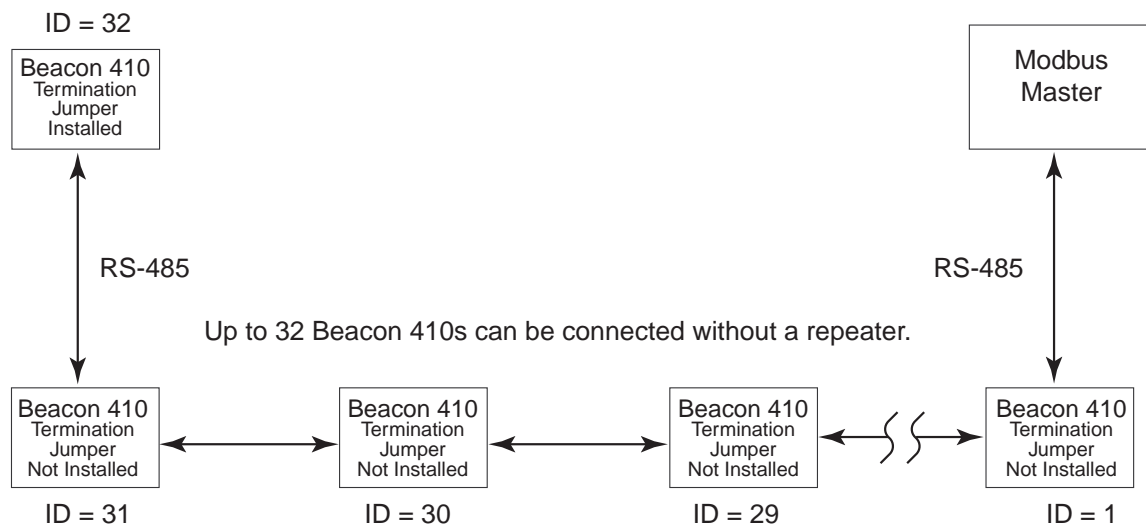 ID = 32
Beacon 410
Termination
Jumper
Installed
Modbus
Master
RS-485
RS-485
Up to 32 Beacon 410s can be connected without a repeater.
Beacon 410
Termination
Jumper
Not Installed
Beacon 410
Termination
Jumper
Not Installed
Beacon 410
Termination
Jumper
Not Installed
Beacon 410
Termination
Jumper
Not Installed
ID = 31
ID = 30
ID = 29
ID = 1